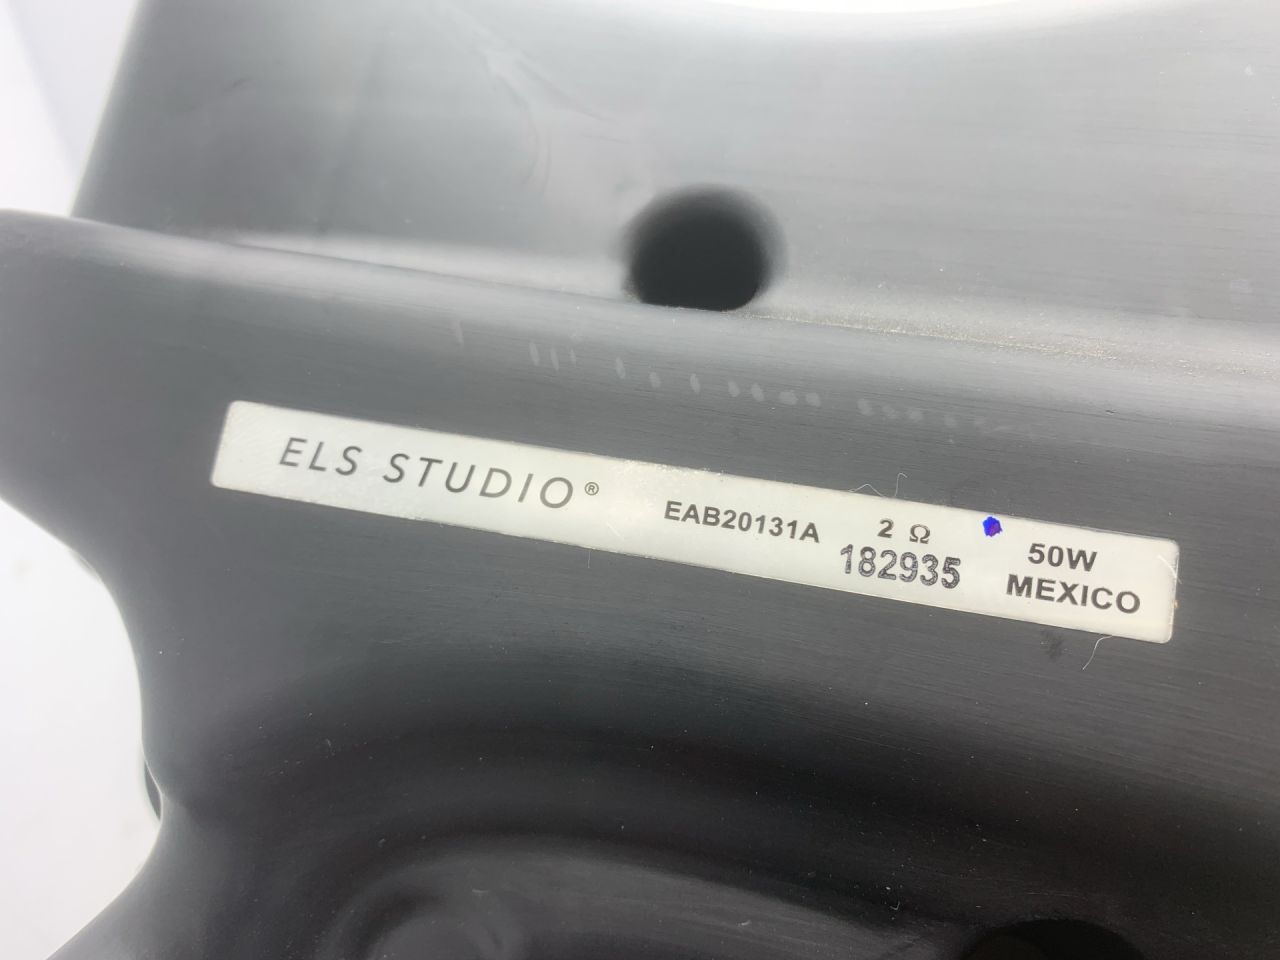 ELS STUDIO®
EAB20131A
2 Ω
182935
50W
MEXICO